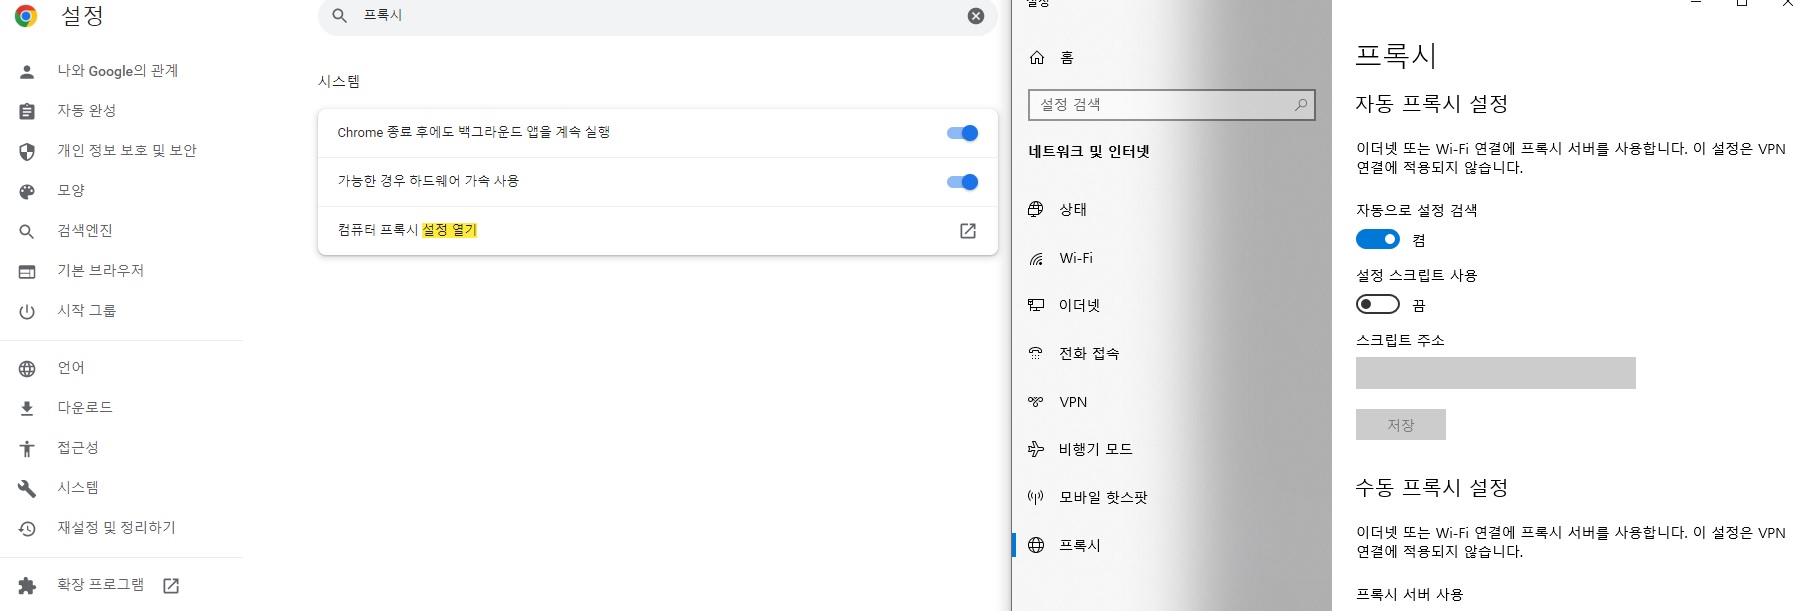 설정
프록시
나와 Google의 관계
자동 완성
개인 정보 보호 및 보안
모양
검색엔진
기본 브라우저
시작 그룹
언어
다운로드
접근성
시스템
재설정 및 정리하기
확장 프로그램
시스템
Chrome 종료 후에도 백그라운드 앱을 계속 실행
가능한 경우 하드웨어 가속 사용
컴퓨터 프록시 설정 열기
설정
홈
설정 검색
네트워크 및 인터넷
상태
Wi-Fi
이더넷
전화 접속
VPN
비행기 모드
모바일 핫스팟
프록시
프록시
자동 프록시 설정
이더넷 또는 Wi-Fi 연결에 프록시 서버를 사용합니다. 이 설정은 VPN
연결에 적용되지 않습니다.
자동으로 설정 검색
켬
설정 스크립트 사용
끔
스크립트 주소
저장
수동 프록시 설정
이더넷 또는 Wi-Fi 연결에 프록시 서버를 사용합니다. 이 설정은 VPN
연결에 적용되지 않습니다.
프록시 서버 사용